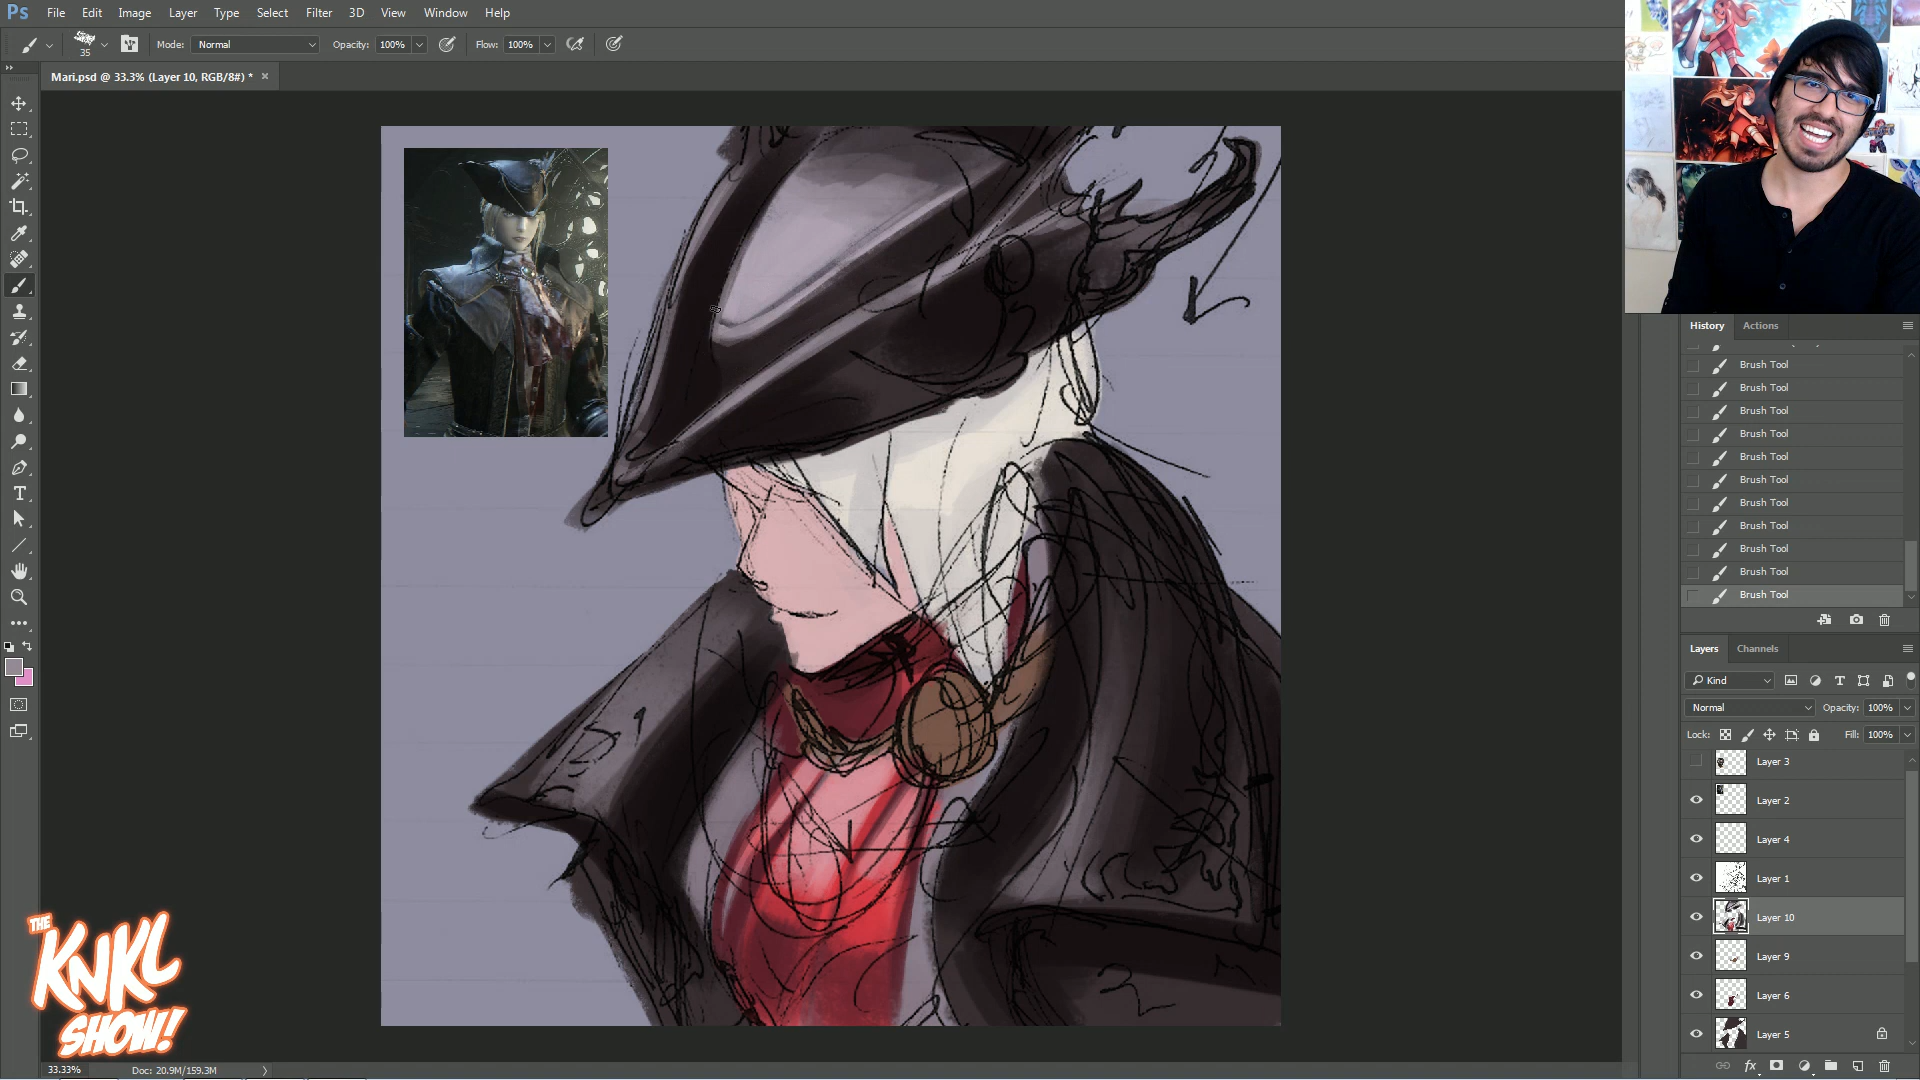 Ps File Edit Image Layer Type Select Filter 3D View Window Help
35 Mode: Normal Opacity: 100% Flow: 100%
Mari.psd @ 33.3% (Layer 10, RGB/8#) * ×
History Actions
Brush Tool
Brush Tool
Brush Tool
Brush Tool
Brush Tool
Brush Tool
Brush Tool
Brush Tool
Brush Tool
Brush Tool
Brush Tool
Layers Channels
Kind
Normal Opacity: 100%
Lock: Fill: 100%
Layer 3
Layer 2
Layer 4
Layer 1
Layer 10
Layer 9
Layer 6
Layer 5
fx
THE
KNKL
SHOW!
33.33% Doc: 20.9M/159.3M